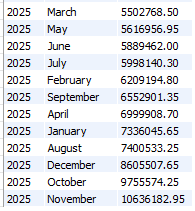 2025 March 5502768.50
2025 May 5616956.95
2025 June 5889462.00
2025 July 5998140.30
2025 February 6209194.80
2025 September 6552901.35
2025 April 6999908.70
2025 January 7336045.65
2025 August 7400533.25
2025 December 8605507.65
2025 October 9755574.25
2025 November 10636182.95